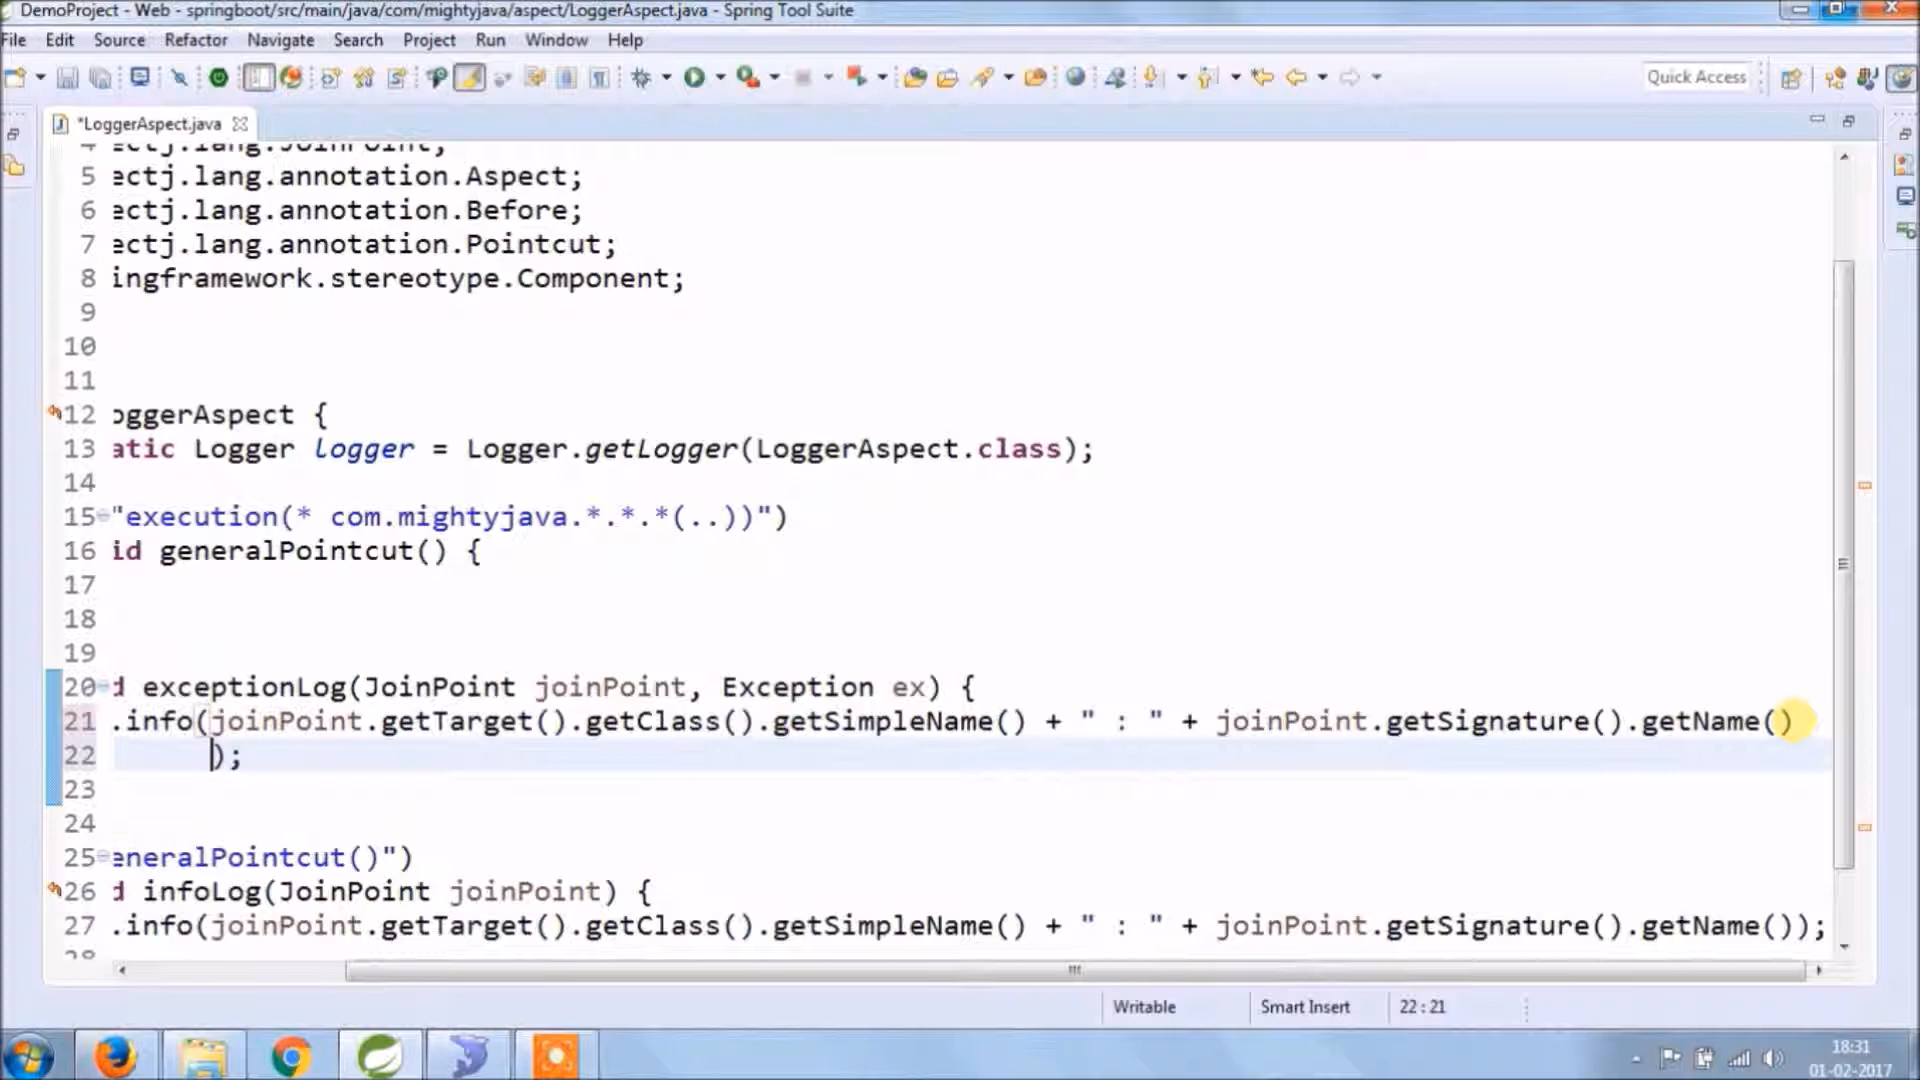 DemoProject - Web - springboot/src/main/java/com/mightyjava/aspect/LoggerAspect.java - Spring Tool Suite
File Edit Source Refactor Navigate Search Project Run Window Help
Quick Access
*LoggerAspect.java
4 ectj.lang.JoinPoint;
5 ectj.lang.annotation.Aspect;
6 ectj.lang.annotation.Before;
7 ectj.lang.annotation.Pointcut;
8 ingframework.stereotype.Component;
9
10
11
12 oggerAspect {
13 atic Logger logger = Logger.getLogger(LoggerAspect.class);
14
15 "execution(* com.mightyjava.*.*.*(..))")
16 id generalPointcut() {
17
18
19
20 d exceptionLog(JoinPoint joinPoint, Exception ex) {
21 .info(joinPoint.getTarget().getClass().getSimpleName() + " : " + joinPoint.getSignature().getName()
22 );
23
24
25 eneralPointcut()")
26 d infoLog(JoinPoint joinPoint) {
27 .info(joinPoint.getTarget().getClass().getSimpleName() + " : " + joinPoint.getSignature().getName());
28
Writable Smart Insert 22 : 21
18:31
01-02-2017